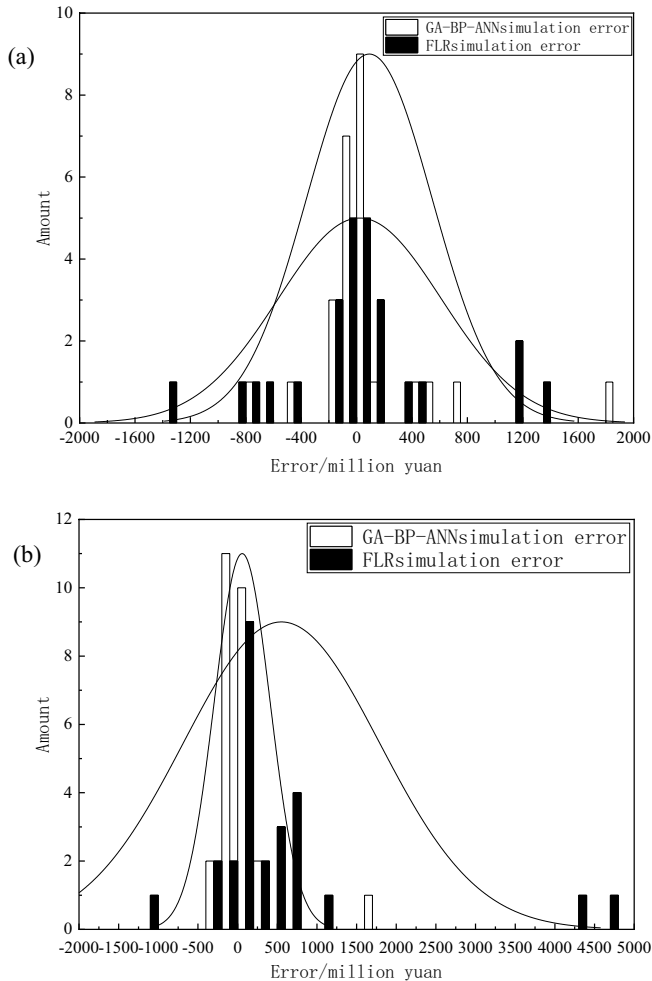 (a)
GA-BP-ANNsimulation error
FLRsimulation error
10
8
6
4
2
0
Amount
-2000 -1600 -1200 -800 -400 0 400 800 1200 1600 2000
Error/million yuan
(b)
GA-BP-ANNsimulation error
FLRsimulation error
12
10
8
6
4
2
0
Amount
-2000-1500-1000 -500 0 500 1000 1500 2000 2500 3000 3500 4000 4500 5000
Error/million yuan